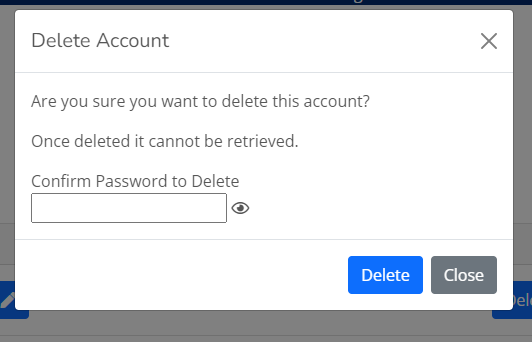 Delete Account
Are you sure you want to delete this account?
Once deleted it cannot be retrieved.
Confirm Password to Delete
Delete
Close